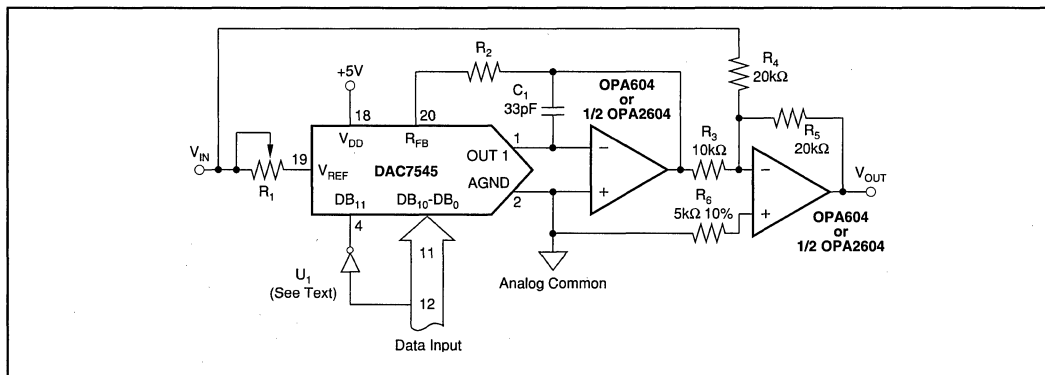 R2
R4
20kΩ
+5V
C1
33pF
OPA604
or
1/2 OPA2604
R3
10kΩ
R5
20kΩ
18
20
VDD
RFB
1
OUT 1
−
+
VIN
19
VREF
DAC7545
R1
AGND
2
R6
5kΩ 10%
−
+
VOUT
DB11
DB10-DB0
4
11
OPA604
or
1/2 OPA2604
U1
(See Text)
12
Analog Common
Data Input